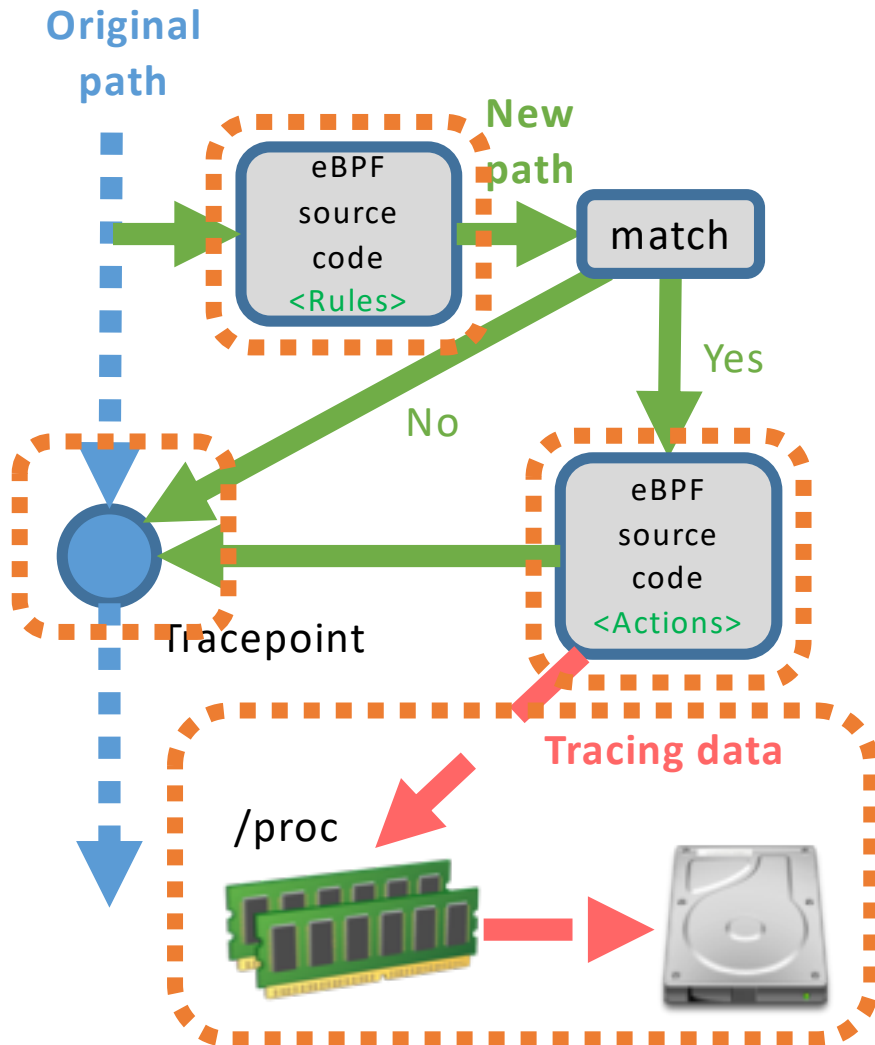 Original
path
New
path
eBPF
source
code
<Rules>
match
Yes
No
eBPF
source
code
<Actions>
Tracepoint
Tracing data
/proc